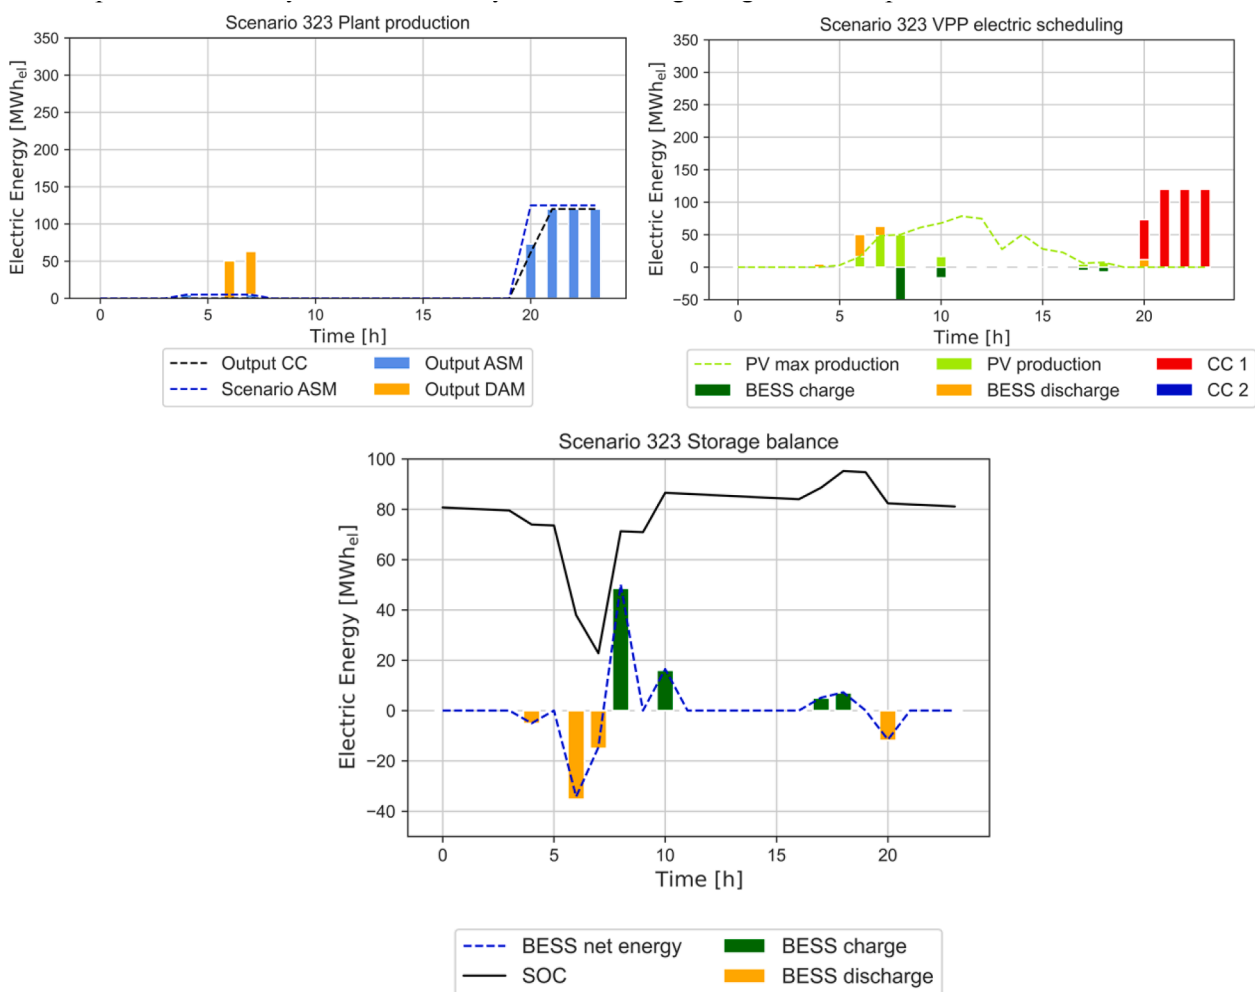 Scenario 323 Plant production
350
300
250
200
150
100
50
0
Electric Energy [MWhel]
0 5 10 15 20
Time [h]
Output CC
Scenario ASM
Output ASM
Output DAM
Scenario 323 VPP electric scheduling
350
300
250
200
150
100
50
0
−50
Electric Energy [MWhel]
0 5 10 15 20
Time [h]
PV max production
BESS charge
PV production
BESS discharge
CC 1
CC 2
Scenario 323 Storage balance
100
80
60
40
20
0
−20
−40
Electric Energy [MWhel]
0 5 10 15 20
Time [h]
BESS net energy
SOC
BESS charge
BESS discharge